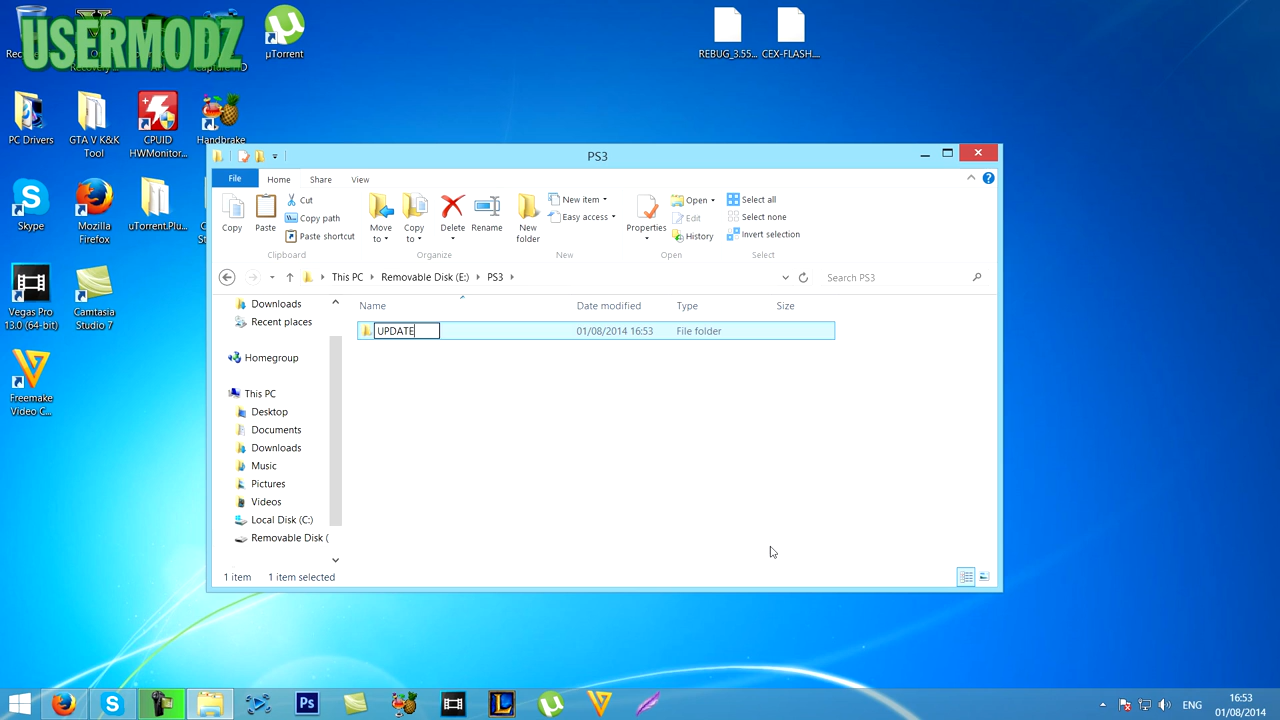 USERMODZ
µTorrent
REBUG_3.55...
CEX-FLASH....
PC Drivers
GTA V K&K
Tool
CPUID
HWMonitor...
Handbrake
Skype
Mozilla
Firefox
uTorrent.Plu...
Vegas Pro
13.0 (64-bit)
Camtasia
Studio 7
Freemake
Video C...
PS3
File
Home
Share
View
Copy
Paste
Cut
Copy path
Paste shortcut
Clipboard
Move
to
Copy
to
Delete
Rename
Organize
New
folder
New item
Easy access
New
Properties
Open
Edit
History
Open
Select all
Select none
Invert selection
Select
This PC
Removable Disk (E:)
PS3
Search PS3
Name
Date modified
Type
Size
UPDATE
01/08/2014 16:53
File folder
Downloads
Recent places
Homegroup
This PC
Desktop
Documents
Downloads
Music
Pictures
Videos
Local Disk (C:)
Removable Disk (
1 item
1 item selected
Ps
L
ENG
16:53
01/08/2014